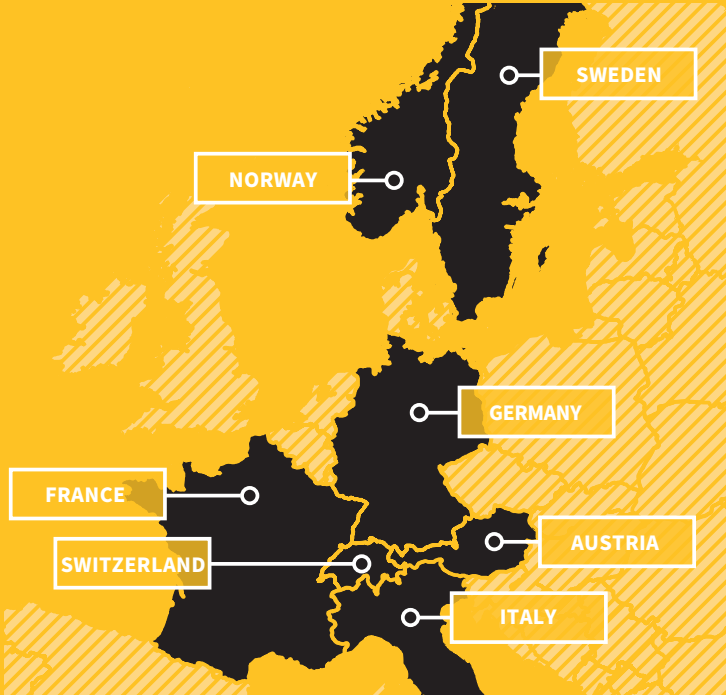 SWEDEN
NORWAY
GERMANY
FRANCE
AUSTRIA
SWITZERLAND
ITALY